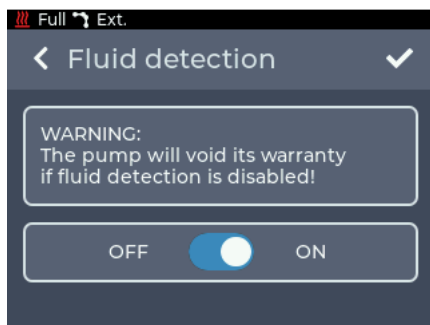 Full Ext.
Fluid detection
WARNING:
The pump will void its warranty
if fluid detection is disabled!
OFF ON